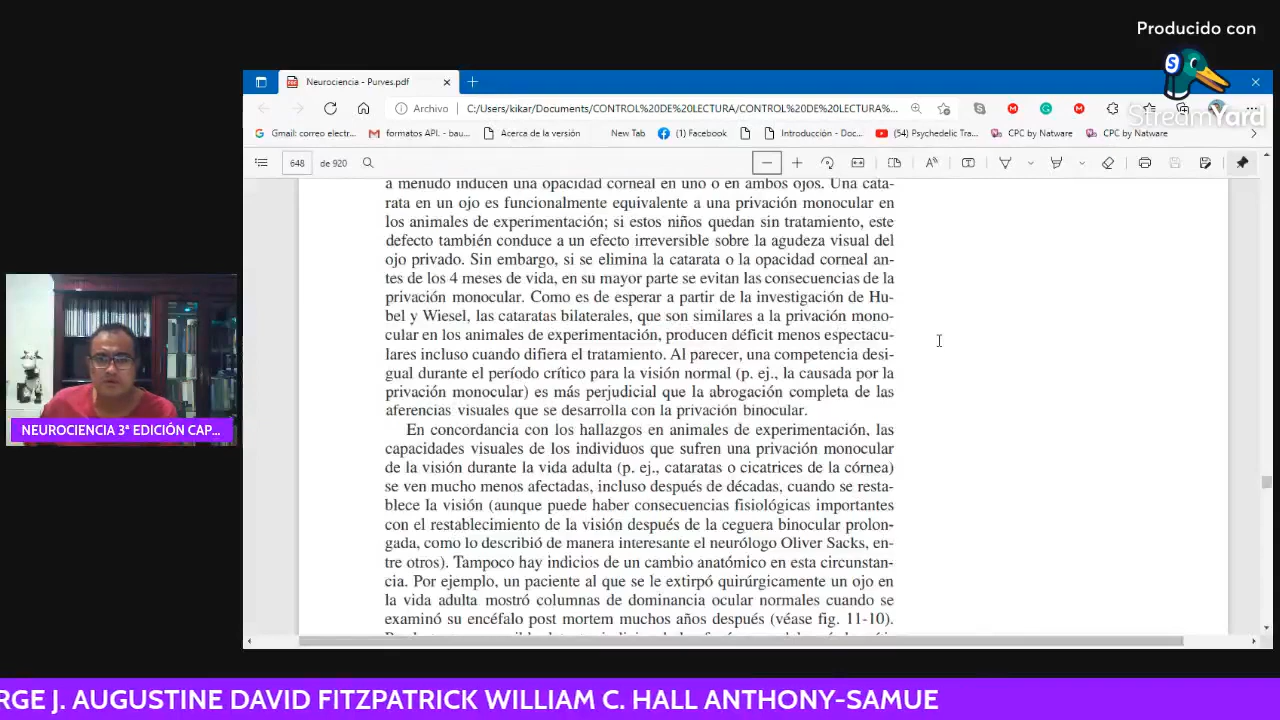 Producido con
StreamYard
Neurociencia - Purves.pdf
Archivo
C:/Users/kikar/Documents/CONTROL%20DE%20LECTURA/CONTROL%20DE%20LECTURA%...
Gmail: correo electr...
formatos API. - bau...
Acerca de la versión
New Tab
(1) Facebook
Introducción - Doc...
(54) Psychedelic Tra...
CPC by Natware
CPC by Natware
648
de 920
a menudo inducen una opacidad corneal en uno o en ambos ojos. Una cata-
rata en un ojo es funcionalmente equivalente a una privación monocular en
los animales de experimentación; si estos niños quedan sin tratamiento, este
defecto también conduce a un efecto irreversible sobre la agudeza visual del
ojo privado. Sin embargo, si se elimina la catarata o la opacidad corneal an-
tes de los 4 meses de vida, en su mayor parte se evitan las consecuencias de la
privación monocular. Como es de esperar a partir de la investigación de Hu-
bel y Wiesel, las cataratas bilaterales, que son similares a la privación mono-
cular en los animales de experimentación, producen déficit menos espectacu-
lares incluso cuando difiera el tratamiento. Al parecer, una competencia desi-
gual durante el período crítico para la visión normal (p. ej., la causada por la
privación monocular) es más perjudicial que la abrogación completa de las
aferencias visuales que se desarrolla con la privación binocular.
En concordancia con los hallazgos en animales de experimentación, las
capacidades visuales de los individuos que sufren una privación monocular
de la visión durante la vida adulta (p. ej., cataratas o cicatrices de la córnea)
se ven mucho menos afectadas, incluso después de décadas, cuando se resta-
blece la visión (aunque puede haber consecuencias fisiológicas importantes
con el restablecimiento de la visión después de la ceguera binocular prolon-
gada, como lo describió de manera interesante el neurólogo Oliver Sacks, en-
tre otros). Tampoco hay indicios de un cambio anatómico en esta circunstan-
cia. Por ejemplo, un paciente al que se le extirpó quirúrgicamente un ojo en
la vida adulta mostró columnas de dominancia ocular normales cuando se
examinó su encéfalo post mortem muchos años después (véase fig. 11-10).
NEUROCIENCIA 3ª EDICIÓN CAP...
RGE J. AUGUSTINE DAVID FITZPATRICK WILLIAM C. HALL ANTHONY-SAMUE